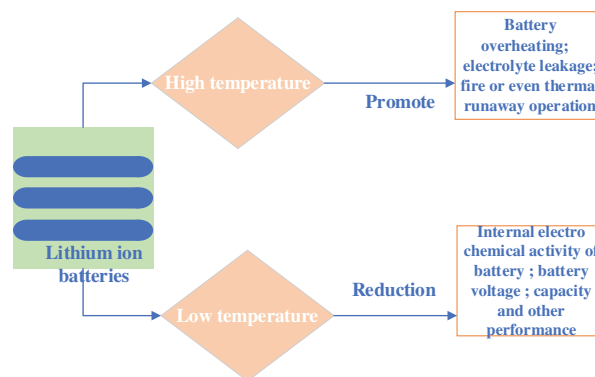 High temperature
Promote
Battery
overheating;
electrolyte leakage;
fire or even therma
runaway operation
Lithium ion
batteries
Low temperature
Reduction
Internal electro
chemical activity of
battery ; battery
voltage ; capacity
and other
performance